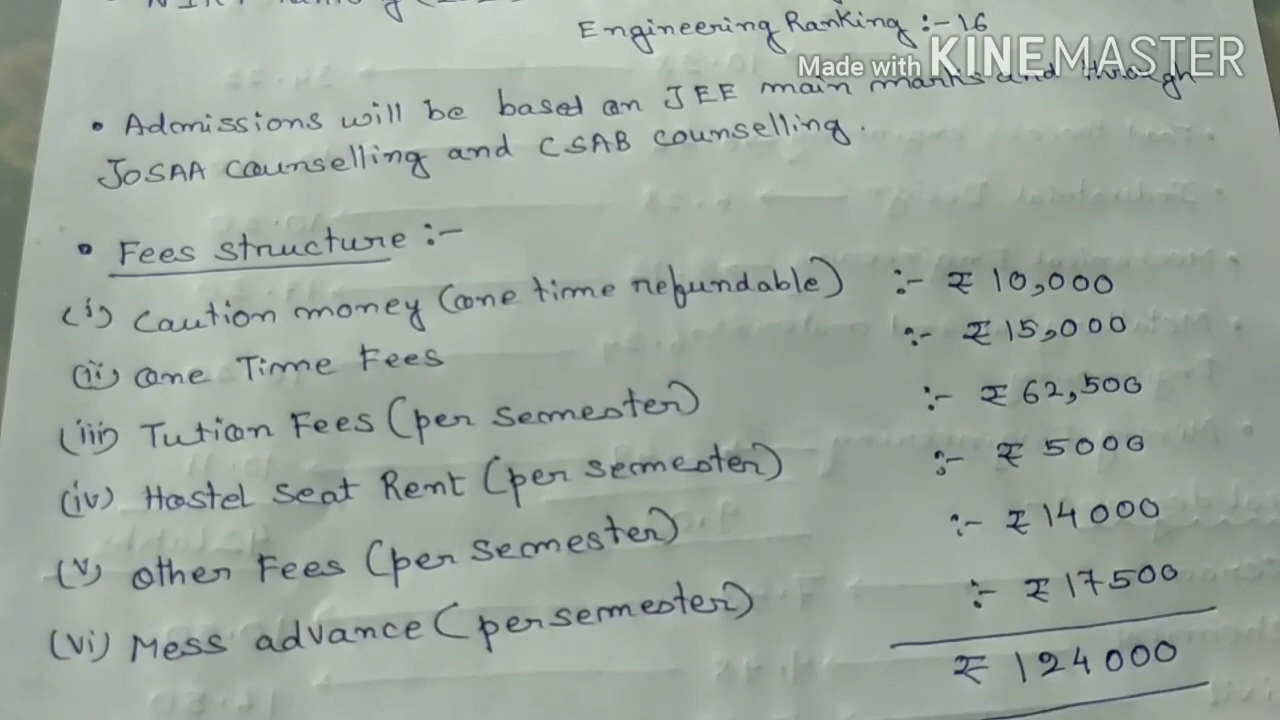 Engineering Ranking :- 16
Made with KINEMASTER
• Admissions will be based on JEE main marks and through
JOSAA counselling and CSAB counselling.
• Fees structure :-
(i) Caution money (one time refundable) :- ₹ 10,000
(ii) One Time Fees :- ₹ 15,000
(iii) Tution Fees (per semester) :- ₹ 62,500
(iv) Hostel Seat Rent (per semester) :- ₹ 5000
(v) Other Fees (per semester) :- ₹ 14000
(vi) Mess advance (per semester) :- ₹ 17500
₹ 124000